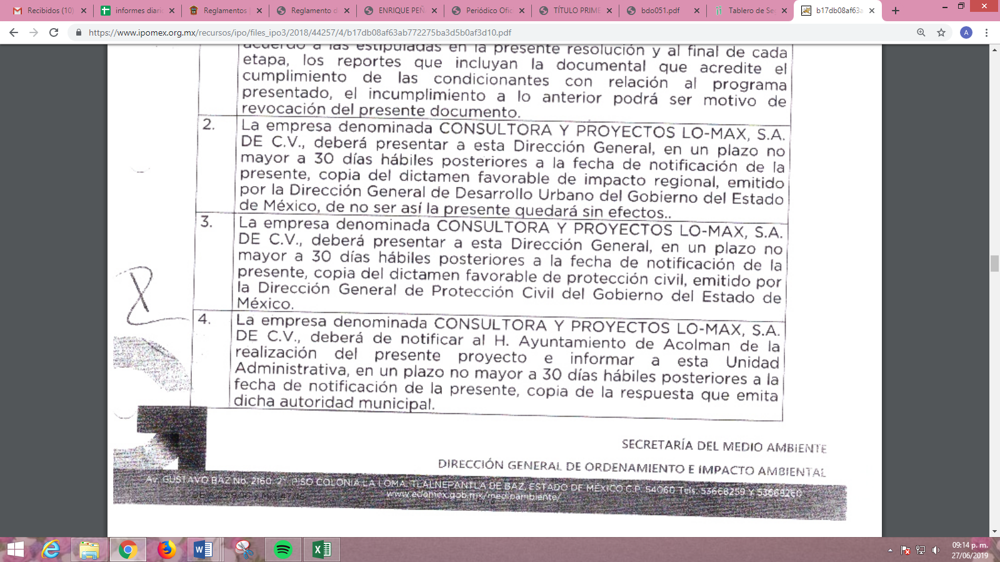 Recibidos (10)
informes diari
Reglamentos
Reglamento d
ENRIQUE PEÑ
Periódico Ofic
TÍTULO PRIME
bdo051.pdf
Tablero de Se
b17db08af63a
https://www.ipomex.org.mx/recursos/ipo/files_ipo3/2018/44257/4/b17db08af63ab772275ba3d5b0af3d10.pdf
A
acuerdo a las estipuladas en la presente resolución y al final de cada
etapa, los reportes que incluyan la documental que acredite el
cumplimiento de las condicionantes con relación al programa
presentado, el incumplimiento a lo anterior podrá ser motivo de
revocación del presente documento.
2. La empresa denominada CONSULTORA Y PROYECTOS LO-MAX, S.A.
DE C.V., deberá presentar a esta Dirección General, en un plazo no
mayor a 30 días hábiles posteriores a la fecha de notificación de la
presente, copia del dictamen favorable de impacto regional, emitido
por la Dirección General de Desarrollo Urbano del Gobierno del Estado
de México, de no ser así la presente quedará sin efectos..
3. La empresa denominada CONSULTORA Y PROYECTOS LO-MAX, S.A.
DE C.V., deberá presentar a esta Dirección General, en un plazo no
mayor a 30 días hábiles posteriores a la fecha de notificación de la
presente, copia del dictamen favorable de protección civil, emitido por
la Dirección General de Protección Civil del Gobierno del Estado de
México.
4. La empresa denominada CONSULTORA Y PROYECTOS LO-MAX, S.A.
DE C.V., deberá de notificar al H. Ayuntamiento de Acolman de la
realización del presente proyecto e informar a esta Unidad
Administrativa, en un plazo no mayor a 30 días hábiles posteriores a la
fecha de notificación de la presente, copia de la respuesta que emita
dicha autoridad municipal.
SECRETARÍA DEL MEDIO AMBIENTE
DIRECCIÓN GENERAL DE ORDENAMIENTO E IMPACTO AMBIENTAL
Av. GUSTAVO BAZ No. 2160, 2°. PISO COLONIA LA LOMA, TLALNEPANTLA DE BAZ, ESTADO DE MÉXICO C.P. 54060 Tels. 53668259 Y 53668260
www.edomex.gob.mx/medioambiente/
09:14 p. m.
27/06/2019